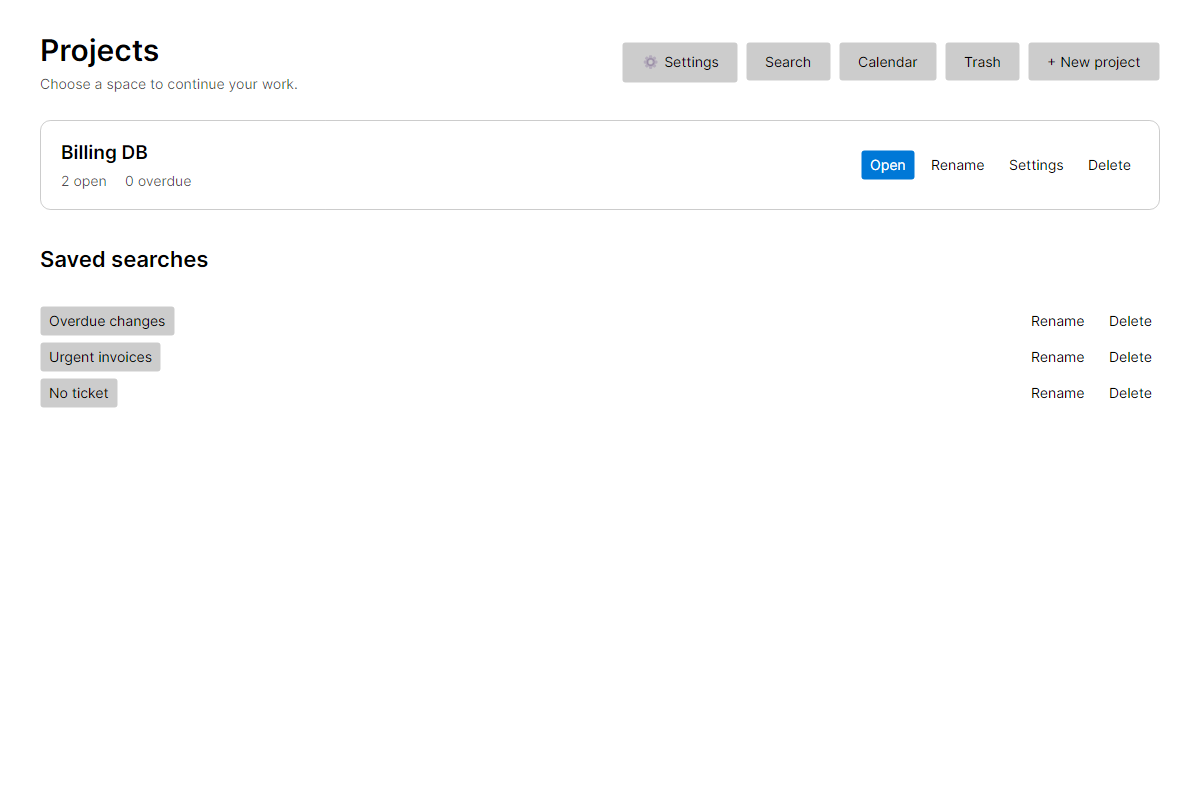 Projects
Choose a space to continue your work.
Settings
Search
Calendar
Trash
+ New project
Billing DB
2 open 0 overdue
Open
Rename
Settings
Delete
Saved searches
Overdue changes
Rename
Delete
Urgent invoices
Rename
Delete
No ticket
Rename
Delete